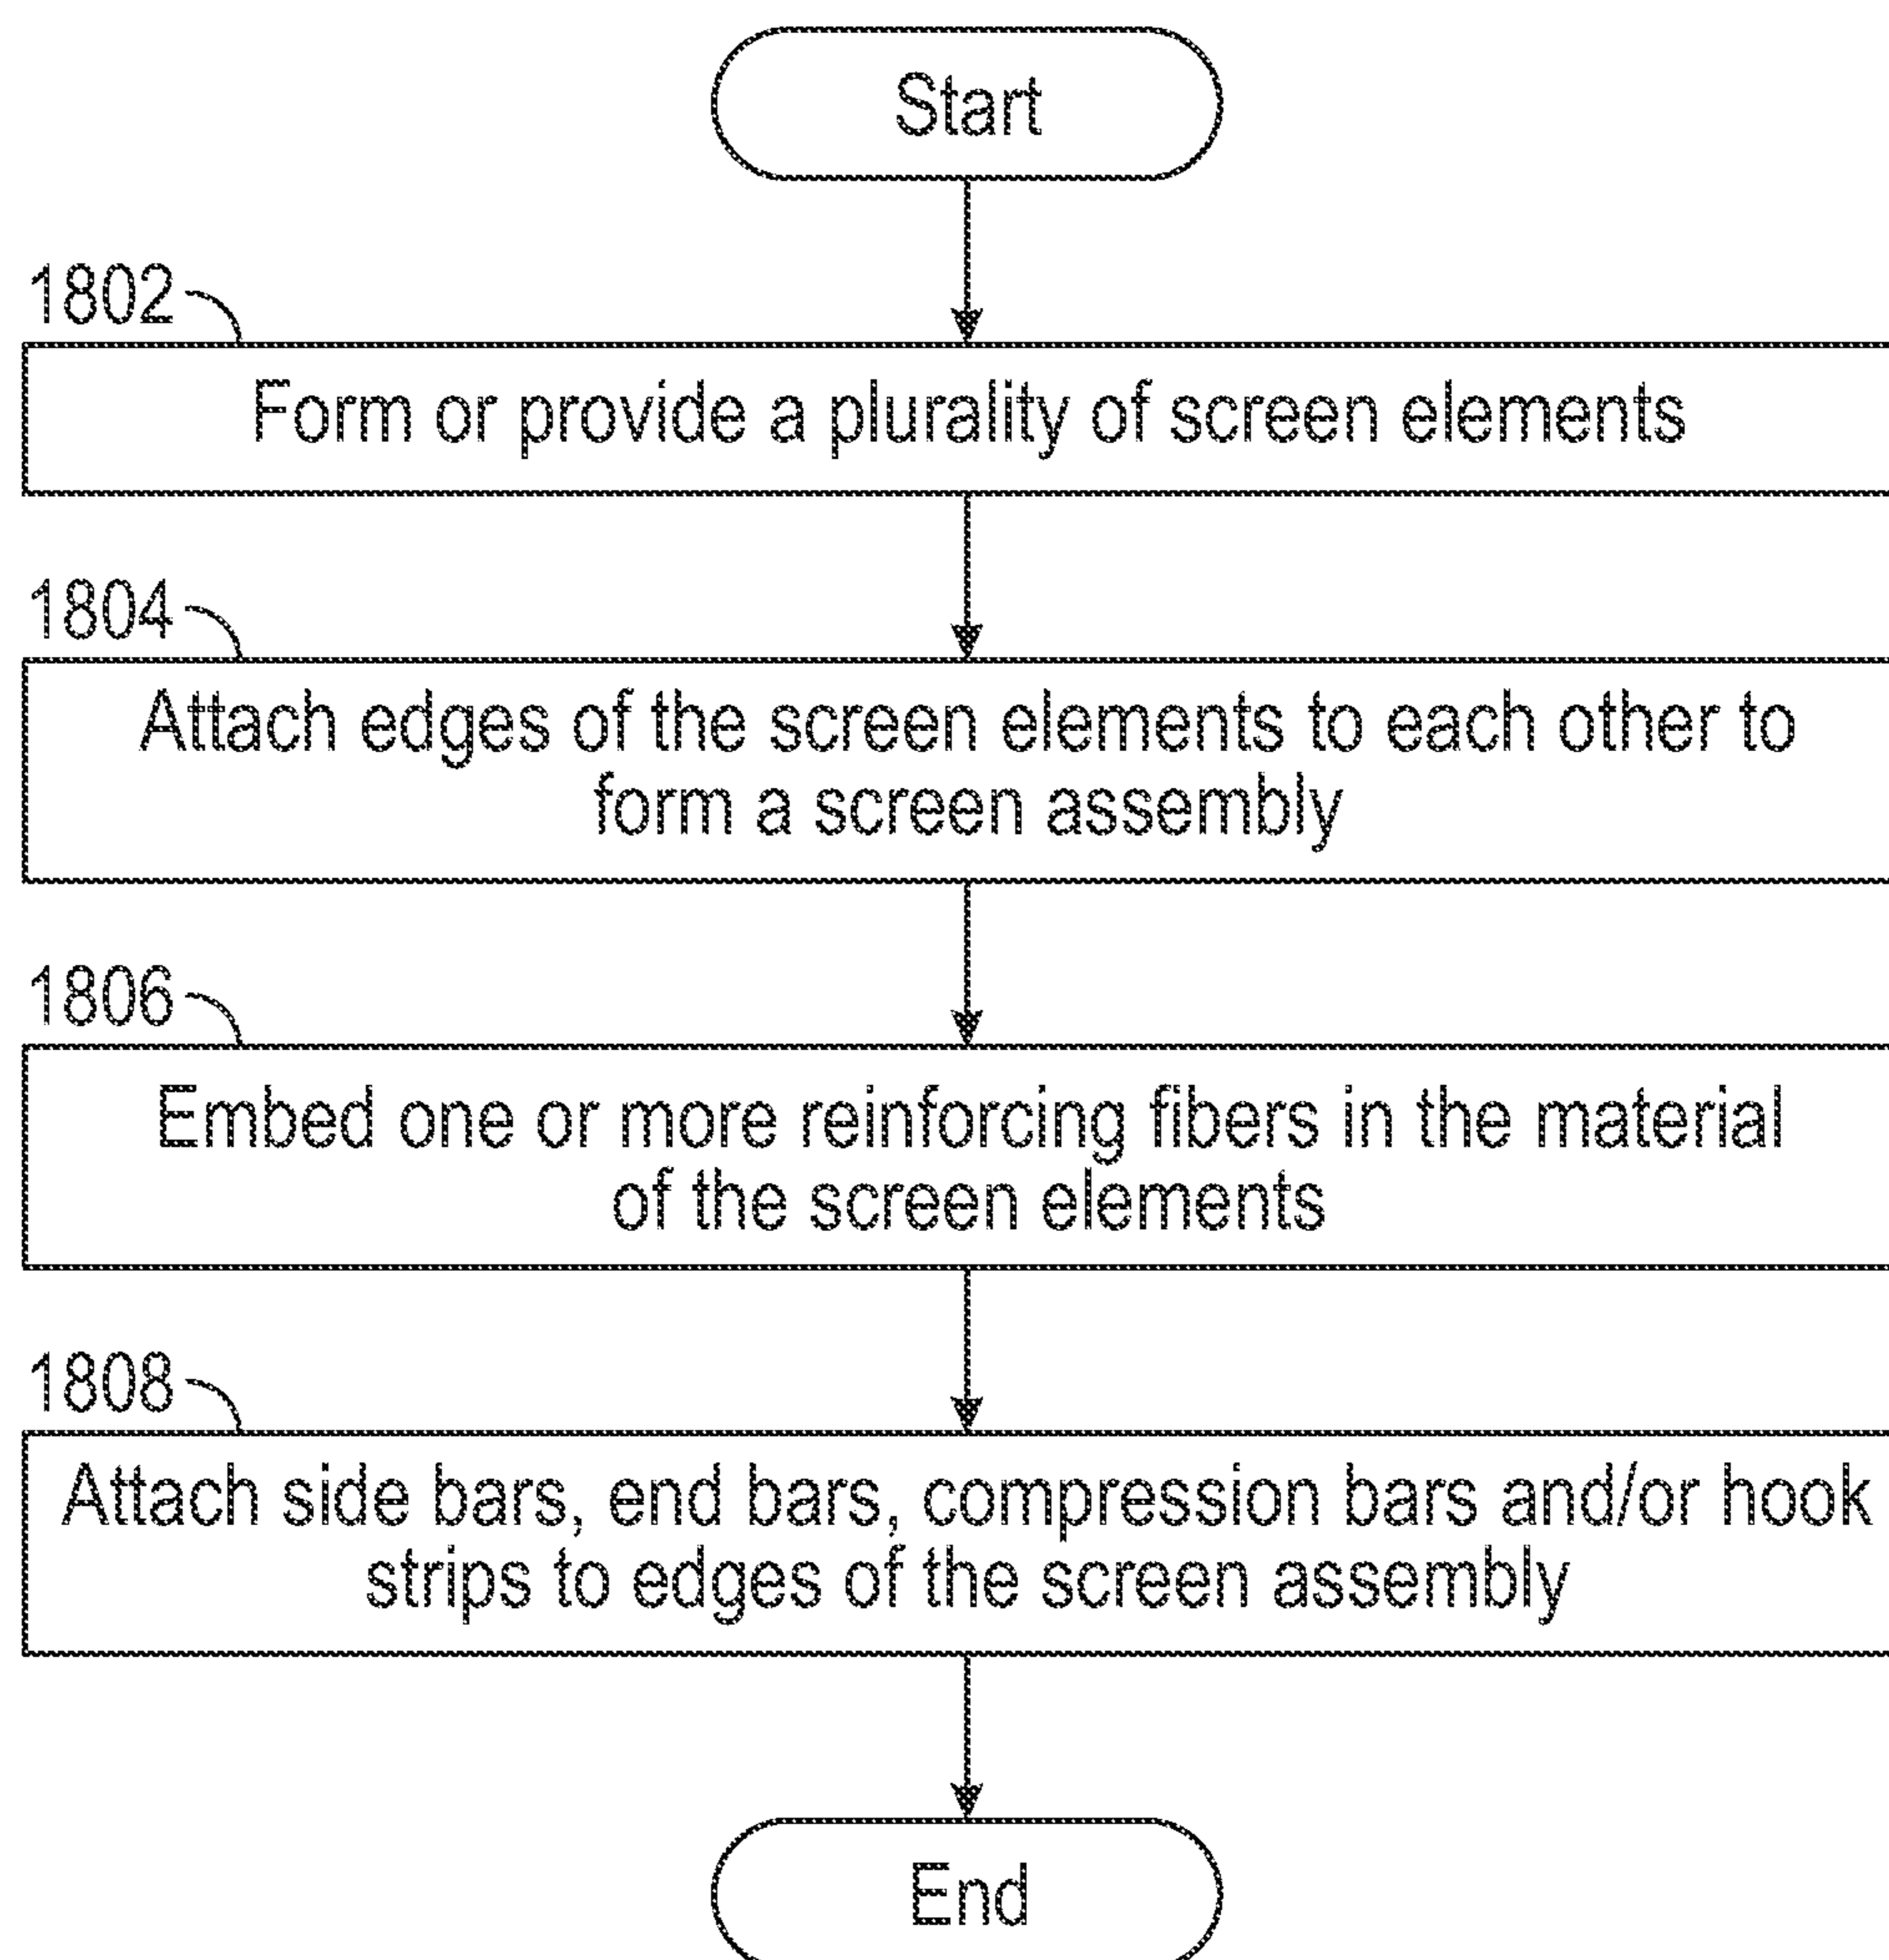 Start
1802
Form or provide a plurality of screen elements
1804
Attach edges of the screen elements to each other to
form a screen assembly
1806
Embed one or more reinforcing fibers in the material
of the screen elements
1808
Attach side bars, end bars, compression bars and/or hook
strips to edges of the screen assembly
End